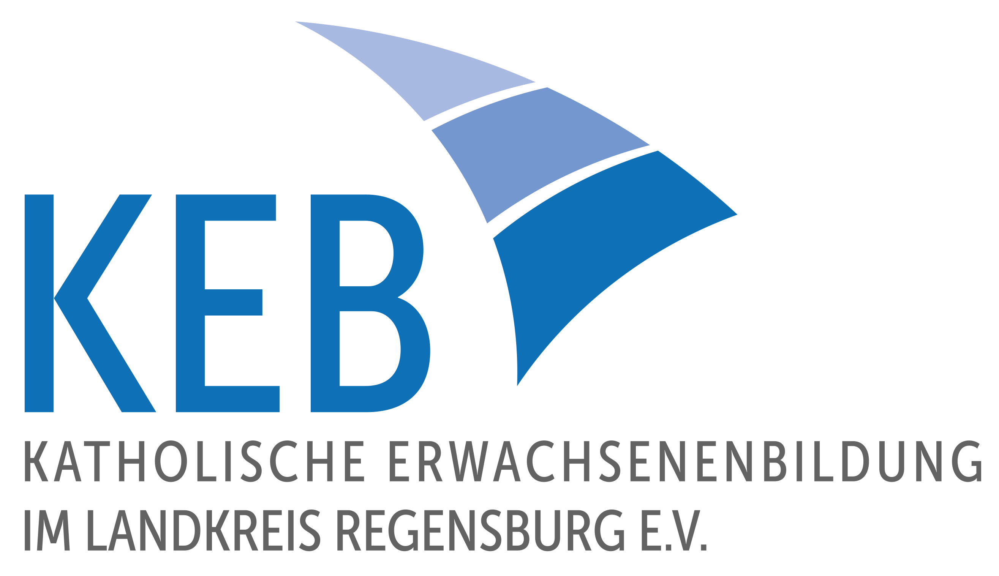 KEB
KATHOLISCHE ERWACHSENENBILDUNG
IM LANDKREIS REGENSBURG E.V.